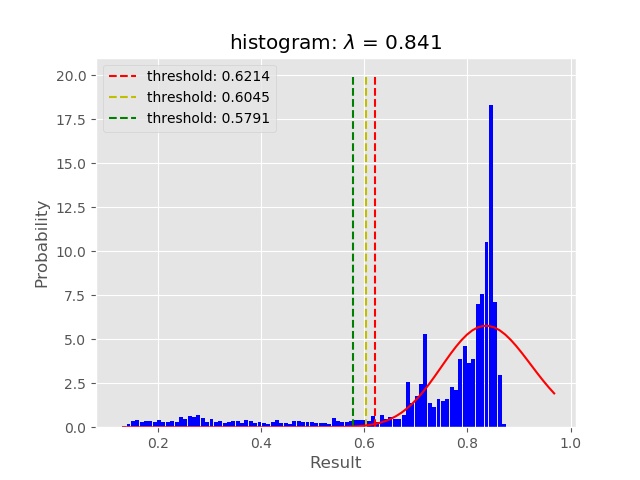 histogram: λ = 0.841
threshold: 0.6214
threshold: 0.6045
threshold: 0.5791
20.0
17.5
15.0
12.5
10.0
7.5
5.0
2.5
0.0
Probability
0.2 0.4 0.6 0.8 1.0
Result